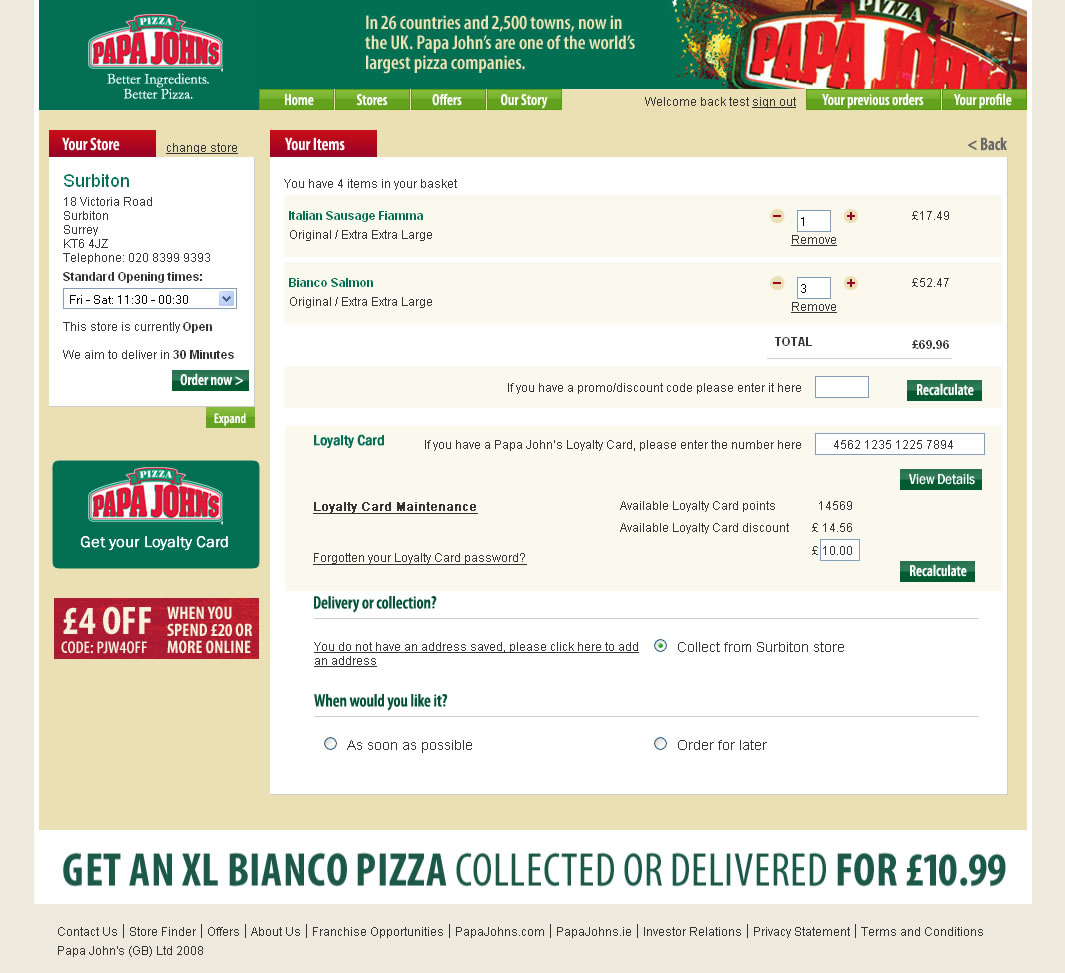 PIZZA
PAPA JOHNS
Better Ingredients.
Better Pizza.
In 26 countries and 2,500 towns, now in
the UK. Papa John's are one of the world's
largest pizza companies.
PIZZA
PAPA JOHNS
Home
Stores
Offers
Our Story
Welcome back test sign out
Your previous orders
Your profile
Your Store
change store
Surbiton
18 Victoria Road
Surbiton
Surrey
KT6 4JZ
Telephone: 020 8399 9393
Standard Opening times:
Fri - Sat: 11:30 - 00:30
This store is currently Open
We aim to deliver in 30 Minutes
Order now >
Expand
PIZZA
PAPA JOHNS
Get your Loyalty Card
£4 OFF
CODE: PJW4OFF
WHEN YOU
SPEND £20 OR
MORE ONLINE
Your Items
< Back
You have 4 items in your basket
Italian Sausage Fiamma
Original / Extra Extra Large
1
Remove
£17.49
Bianco Salmon
Original / Extra Extra Large
3
Remove
£52.47
TOTAL £69.96
If you have a promo/discount code please enter it here
Recalculate
Loyalty Card
If you have a Papa John's Loyalty Card, please enter the number here
4562 1235 1225 7894
View Details
Loyalty Card Maintenance
Available Loyalty Card points 14569
Available Loyalty Card discount £ 14.56
£ 10.00
Forgotten your Loyalty Card password?
Recalculate
Delivery or collection?
You do not have an address saved, please click here to add
an address
Collect from Surbiton store
When would you like it?
As soon as possible
Order for later
GET AN XL BIANCO PIZZA COLLECTED OR DELIVERED FOR £10.99
Contact Us | Store Finder | Offers | About Us | Franchise Opportunities | PapaJohns.com | PapaJohns.ie | Investor Relations | Privacy Statement | Terms and Conditions
Papa John's (GB) Ltd 2008